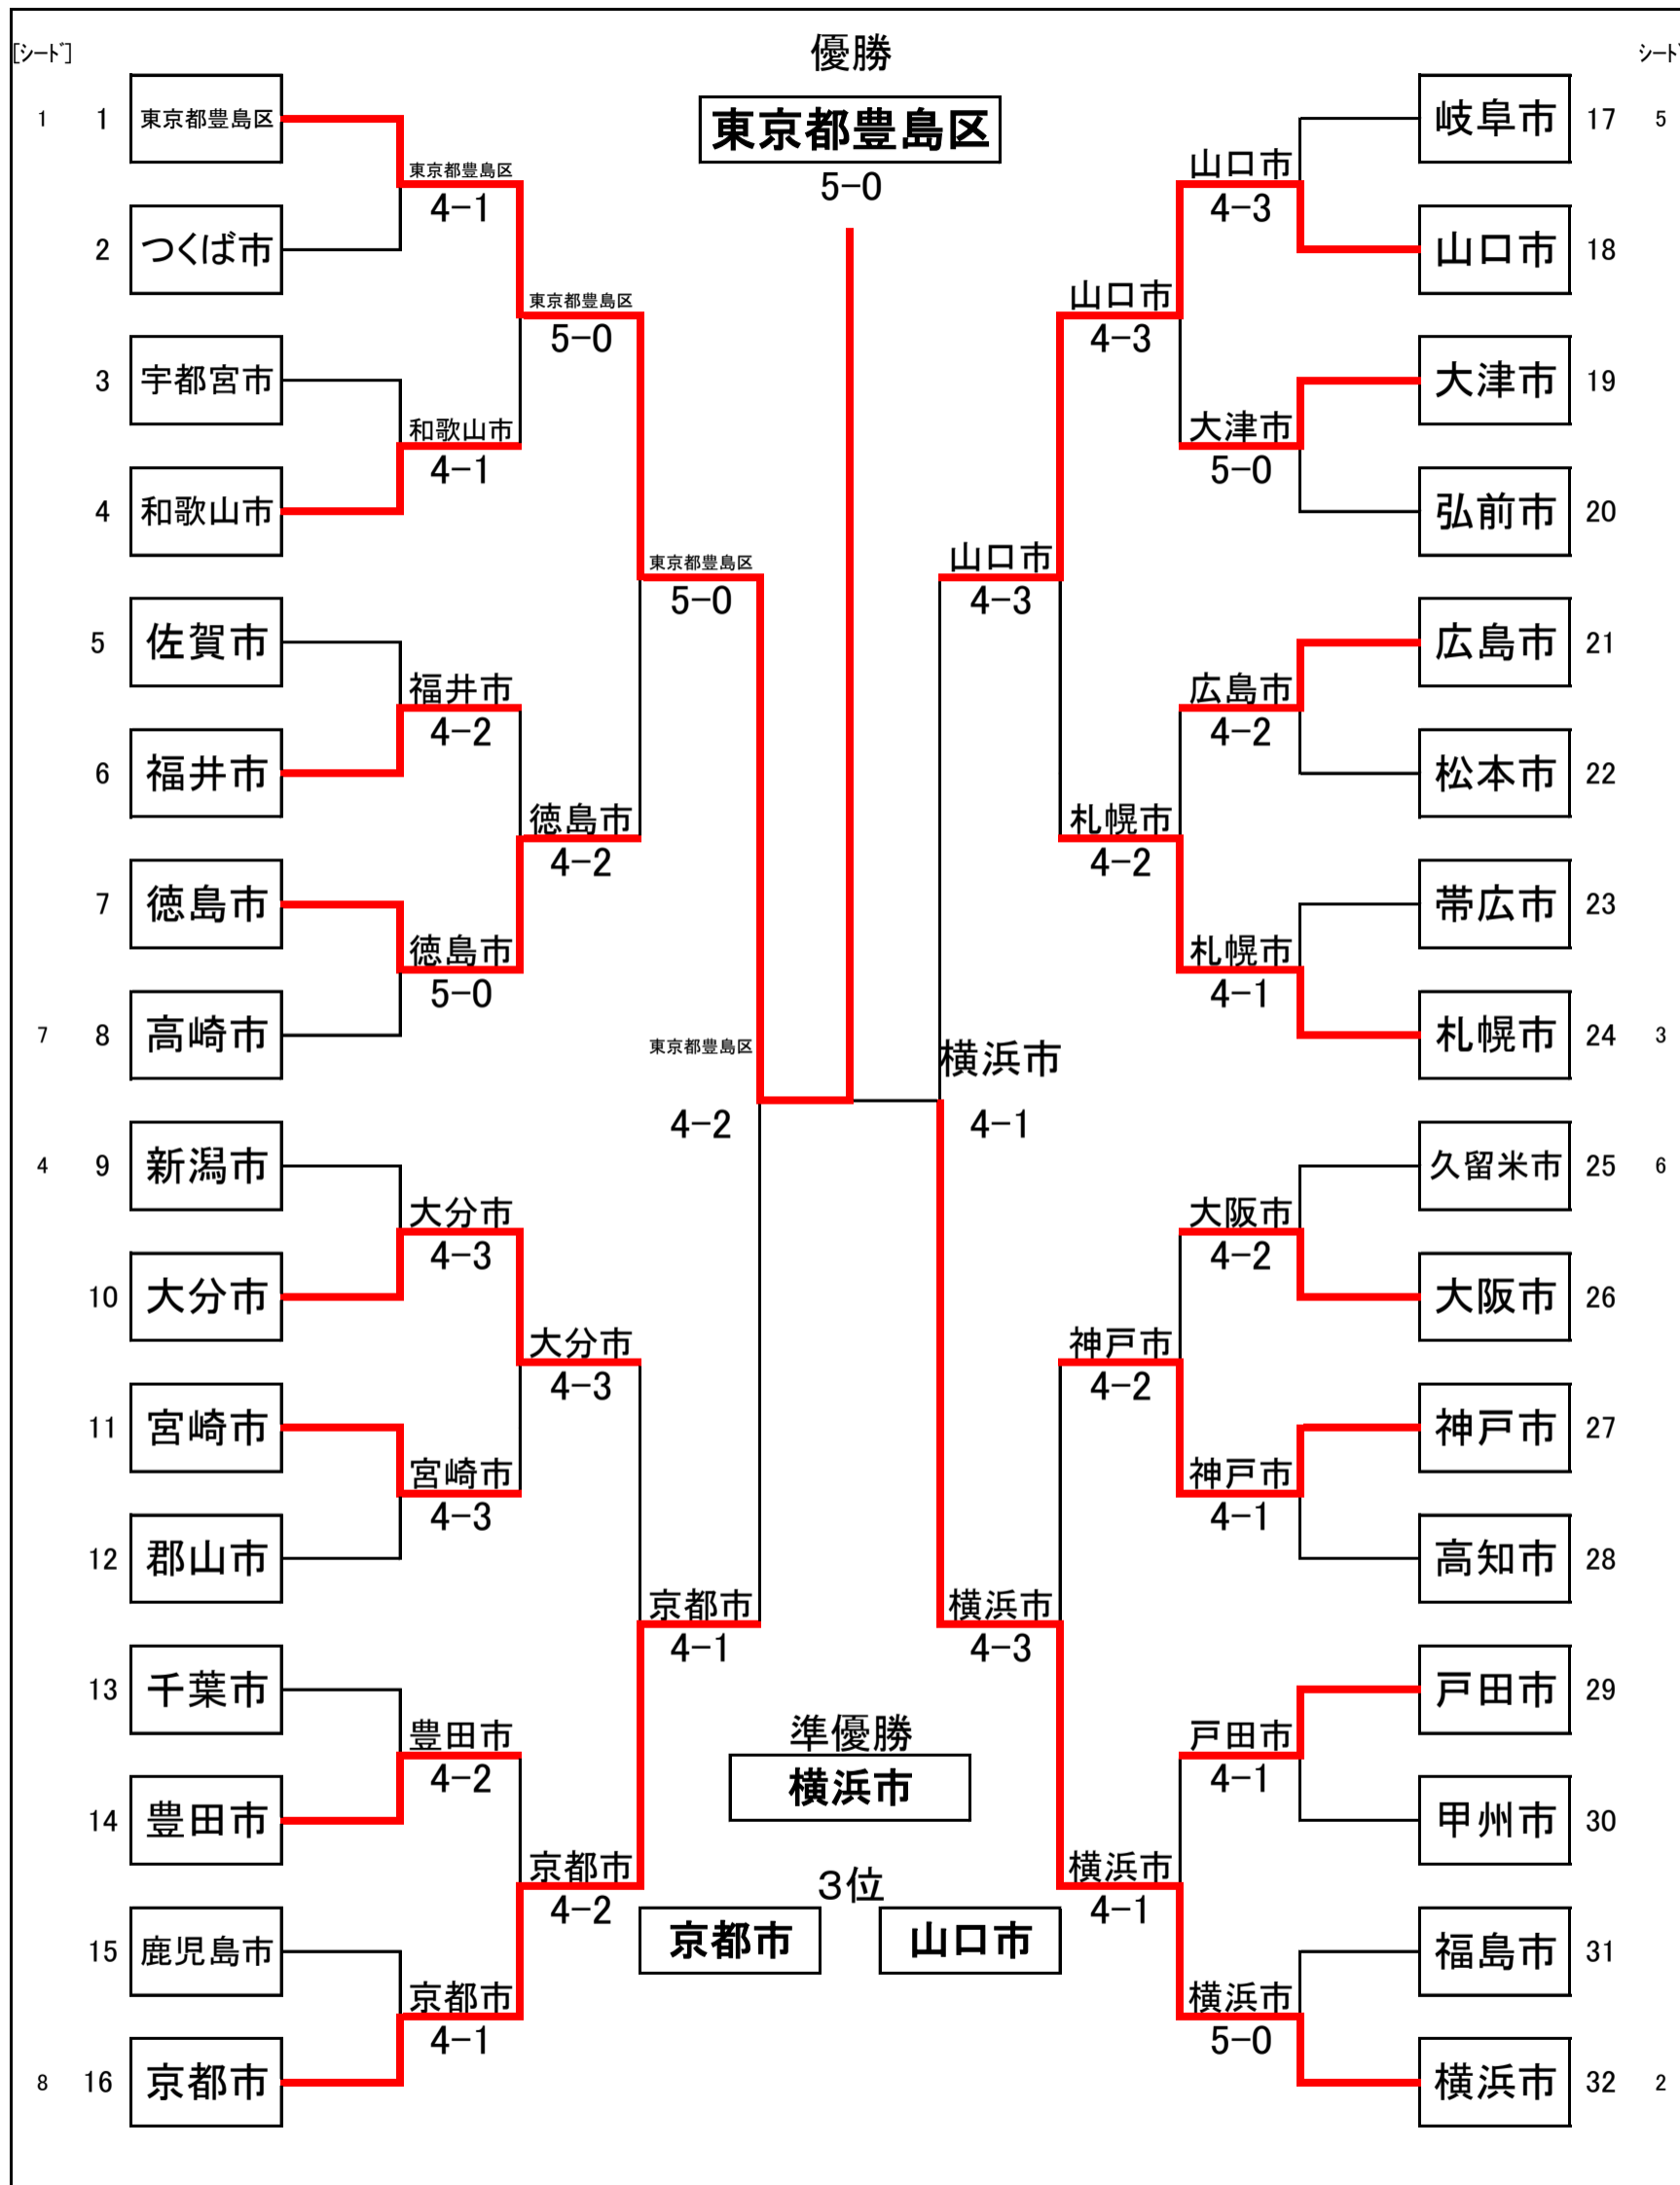 [シード]
優勝
シード
1 1 東京都豊島区
東京都豊島区
5-0
岐阜市 17 5
東京都豊島区
4-1
山口市
4-3
2 つくば市
山口市 18
東京都豊島区
5-0
山口市
4-3
3 宇都宮市
大津市 19
和歌山市
4-1
大津市
5-0
4 和歌山市
弘前市 20
東京都豊島区
5-0
山口市
4-3
5 佐賀市
広島市 21
福井市
4-2
広島市
4-2
6 福井市
松本市 22
徳島市
4-2
札幌市
4-2
7 徳島市
帯広市 23
徳島市
5-0
札幌市
4-1
7 8 高崎市
札幌市 24 3
東京都豊島区
4-2
横浜市
4-1
4 9 新潟市
久留米市 25 6
大分市
4-3
大阪市
4-2
10 大分市
大阪市 26
大分市
4-3
神戸市
4-2
11 宮崎市
神戸市 27
宮崎市
4-3
神戸市
4-1
12 郡山市
高知市 28
京都市
4-1
横浜市
4-3
13 千葉市
戸田市 29
豊田市
4-2
準優勝
横浜市
戸田市
4-1
14 豊田市
甲州市 30
京都市
4-2
3位
京都市
山口市
横浜市
4-1
15 鹿児島市
福島市 31
京都市
4-1
横浜市
5-0
8 16 京都市
横浜市 32 2